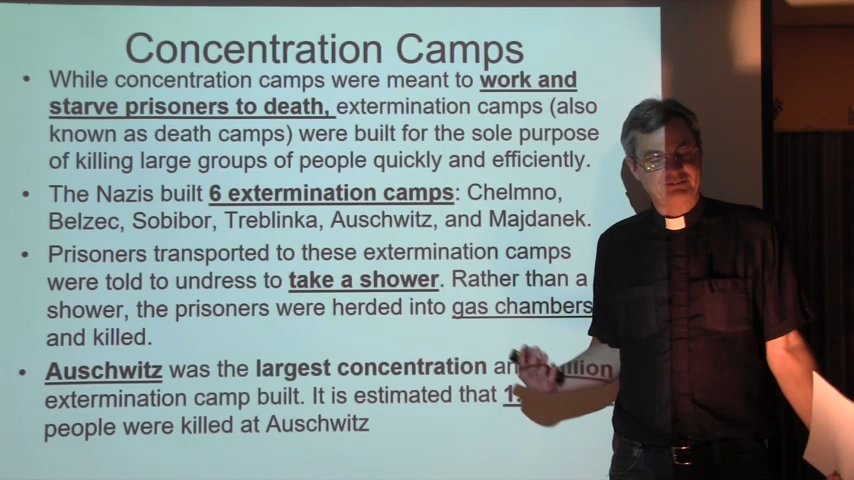 Concentration Camps
• While concentration camps were meant to work and
starve prisoners to death, extermination camps (also
known as death camps) were built for the sole purpose
of killing large groups of people quickly and efficiently.
• The Nazis built 6 extermination camps: Chelmno,
Belzec, Sobibor, Treblinka, Auschwitz, and Majdanek.
• Prisoners transported to these extermination camps
were told to undress to take a shower. Rather than a
shower, the prisoners were herded into gas chambers
and killed.
• Auschwitz was the largest concentration
extermination camp built. It is estimated that
people were killed at Auschwitz